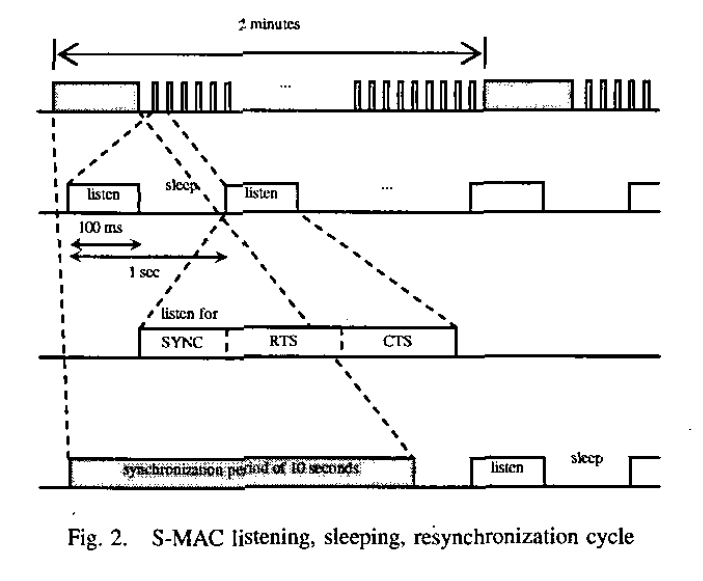 2 minutes
...
listen
sleep
listen
...
100 ms
1 sec
listen for
SYNC
RTS
CTS
synchronization period of 10 seconds
listen
sleep
Fig. 2. S-MAC listening, sleeping, resynchronization cycle